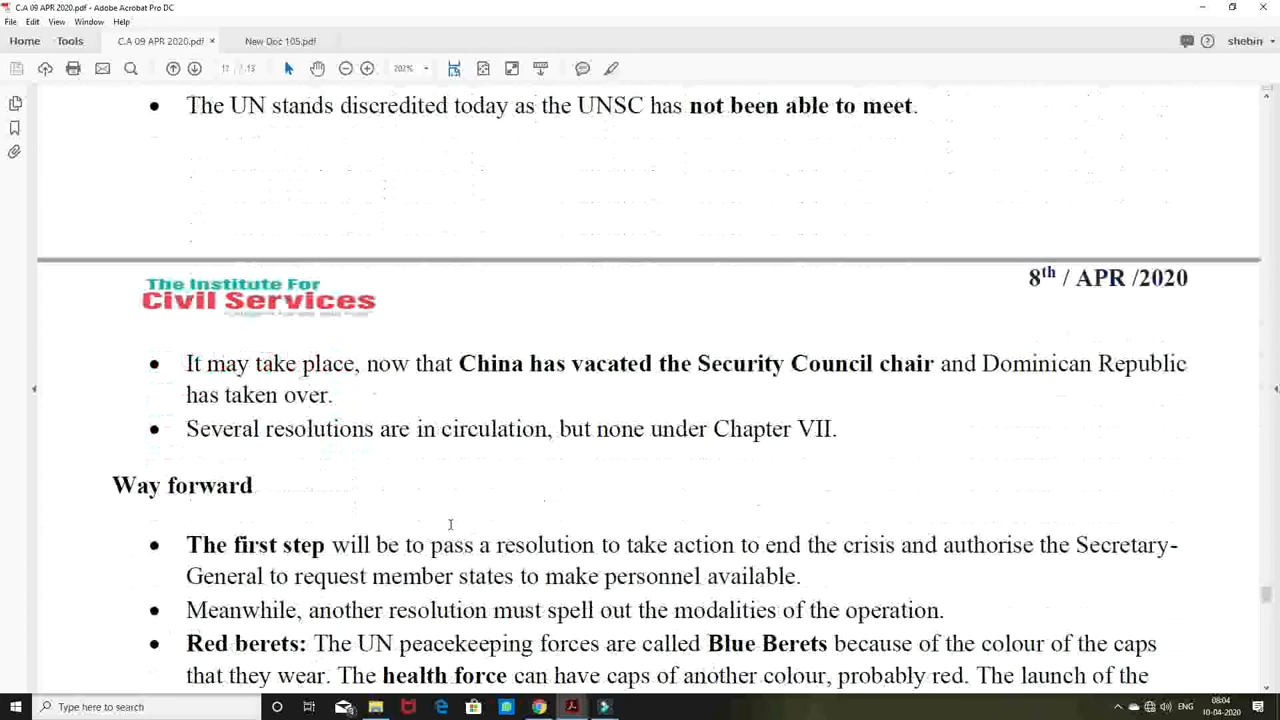 C.A 09 APR 2020.pdf - Adobe Acrobat Pro DC
File Edit View Window Help
Home Tools C.A 09 APR 2020.pdf × New Doc 105.pdf shebin
/ 13 202%
• The UN stands discredited today as the UNSC has not been able to meet.
The Institute For
Civil Services
8th / APR /2020
• It may take place, now that China has vacated the Security Council chair and Dominican Republic
has taken over.
• Several resolutions are in circulation, but none under Chapter VII.
Way forward
• The first step will be to pass a resolution to take action to end the crisis and authorise the Secretary-
General to request member states to make personnel available.
• Meanwhile, another resolution must spell out the modalities of the operation.
• Red berets: The UN peacekeeping forces are called Blue Berets because of the colour of the caps
that they wear. The health force can have caps of another colour, probably red. The launch of the
Type here to search
08:04
10-04-2020